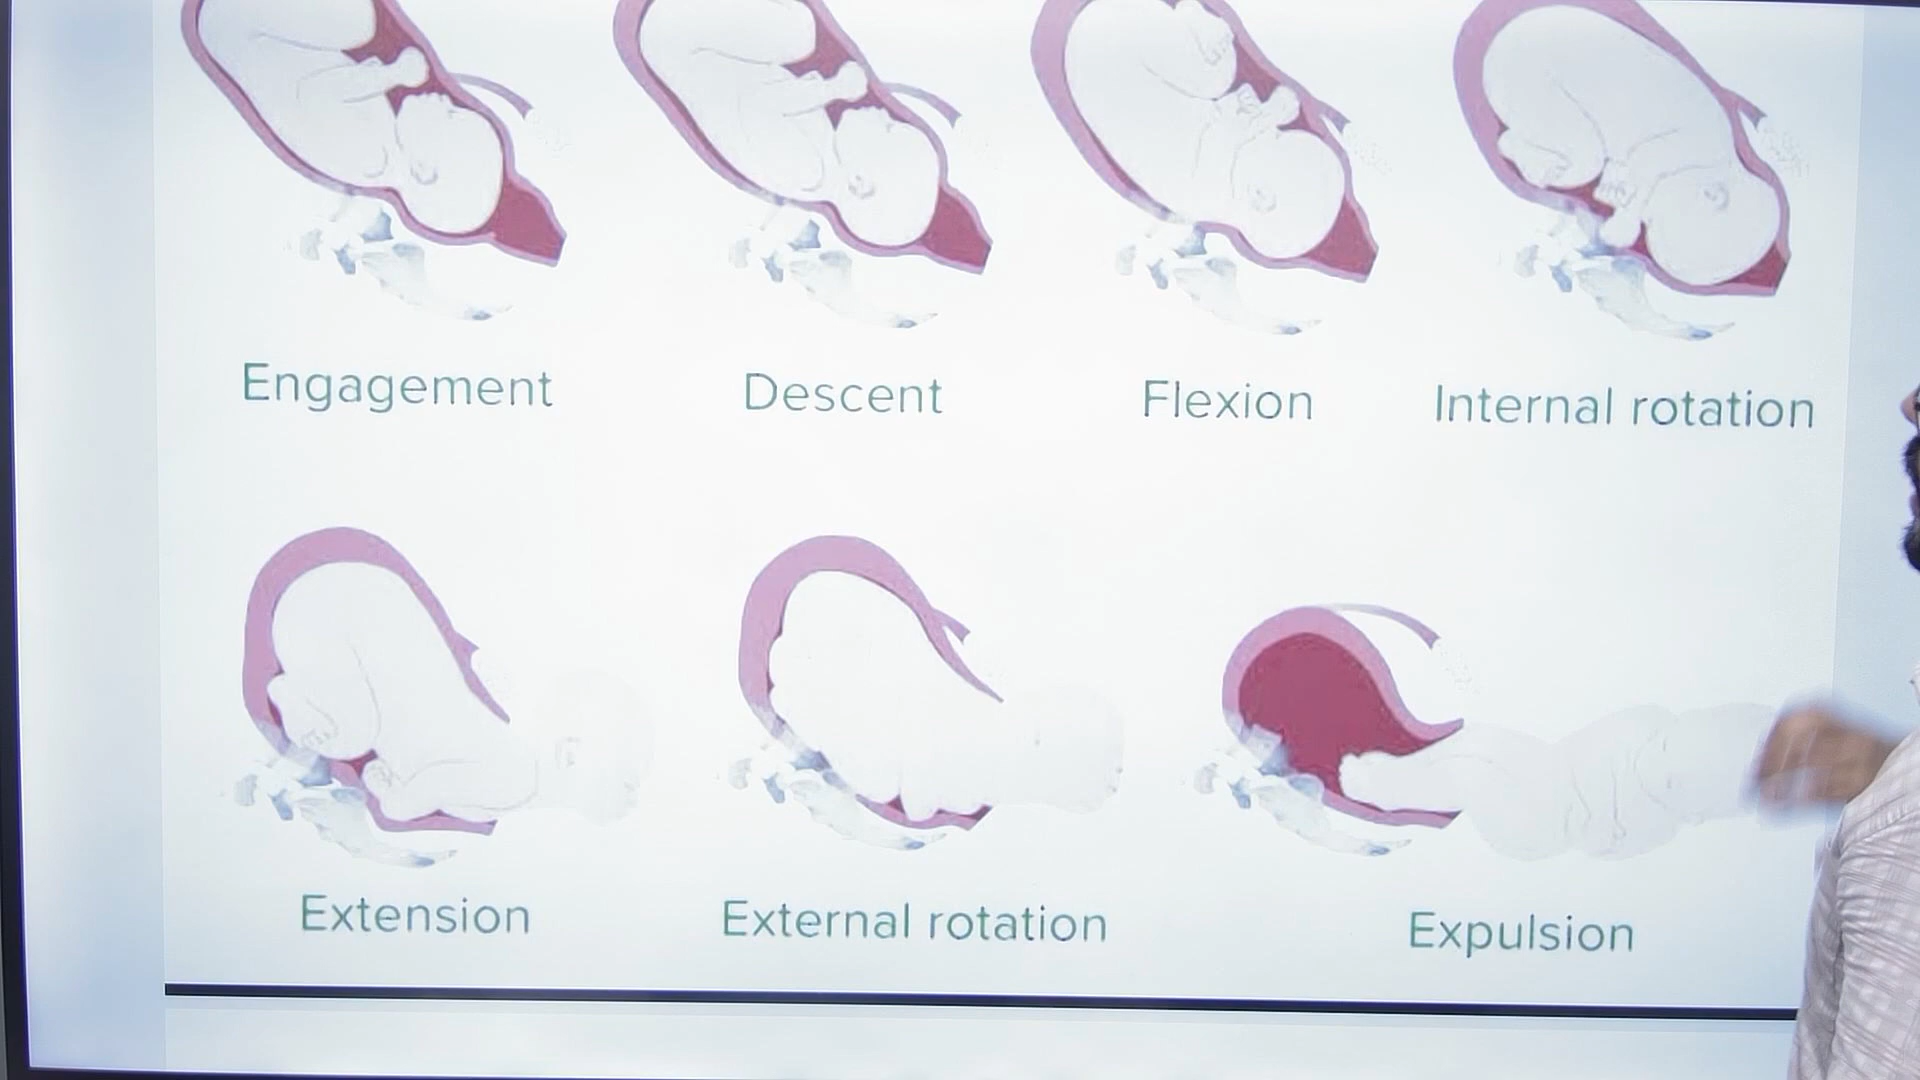 Engagement
Descent
Flexion
Internal rotation
Extension
External rotation
Expulsion